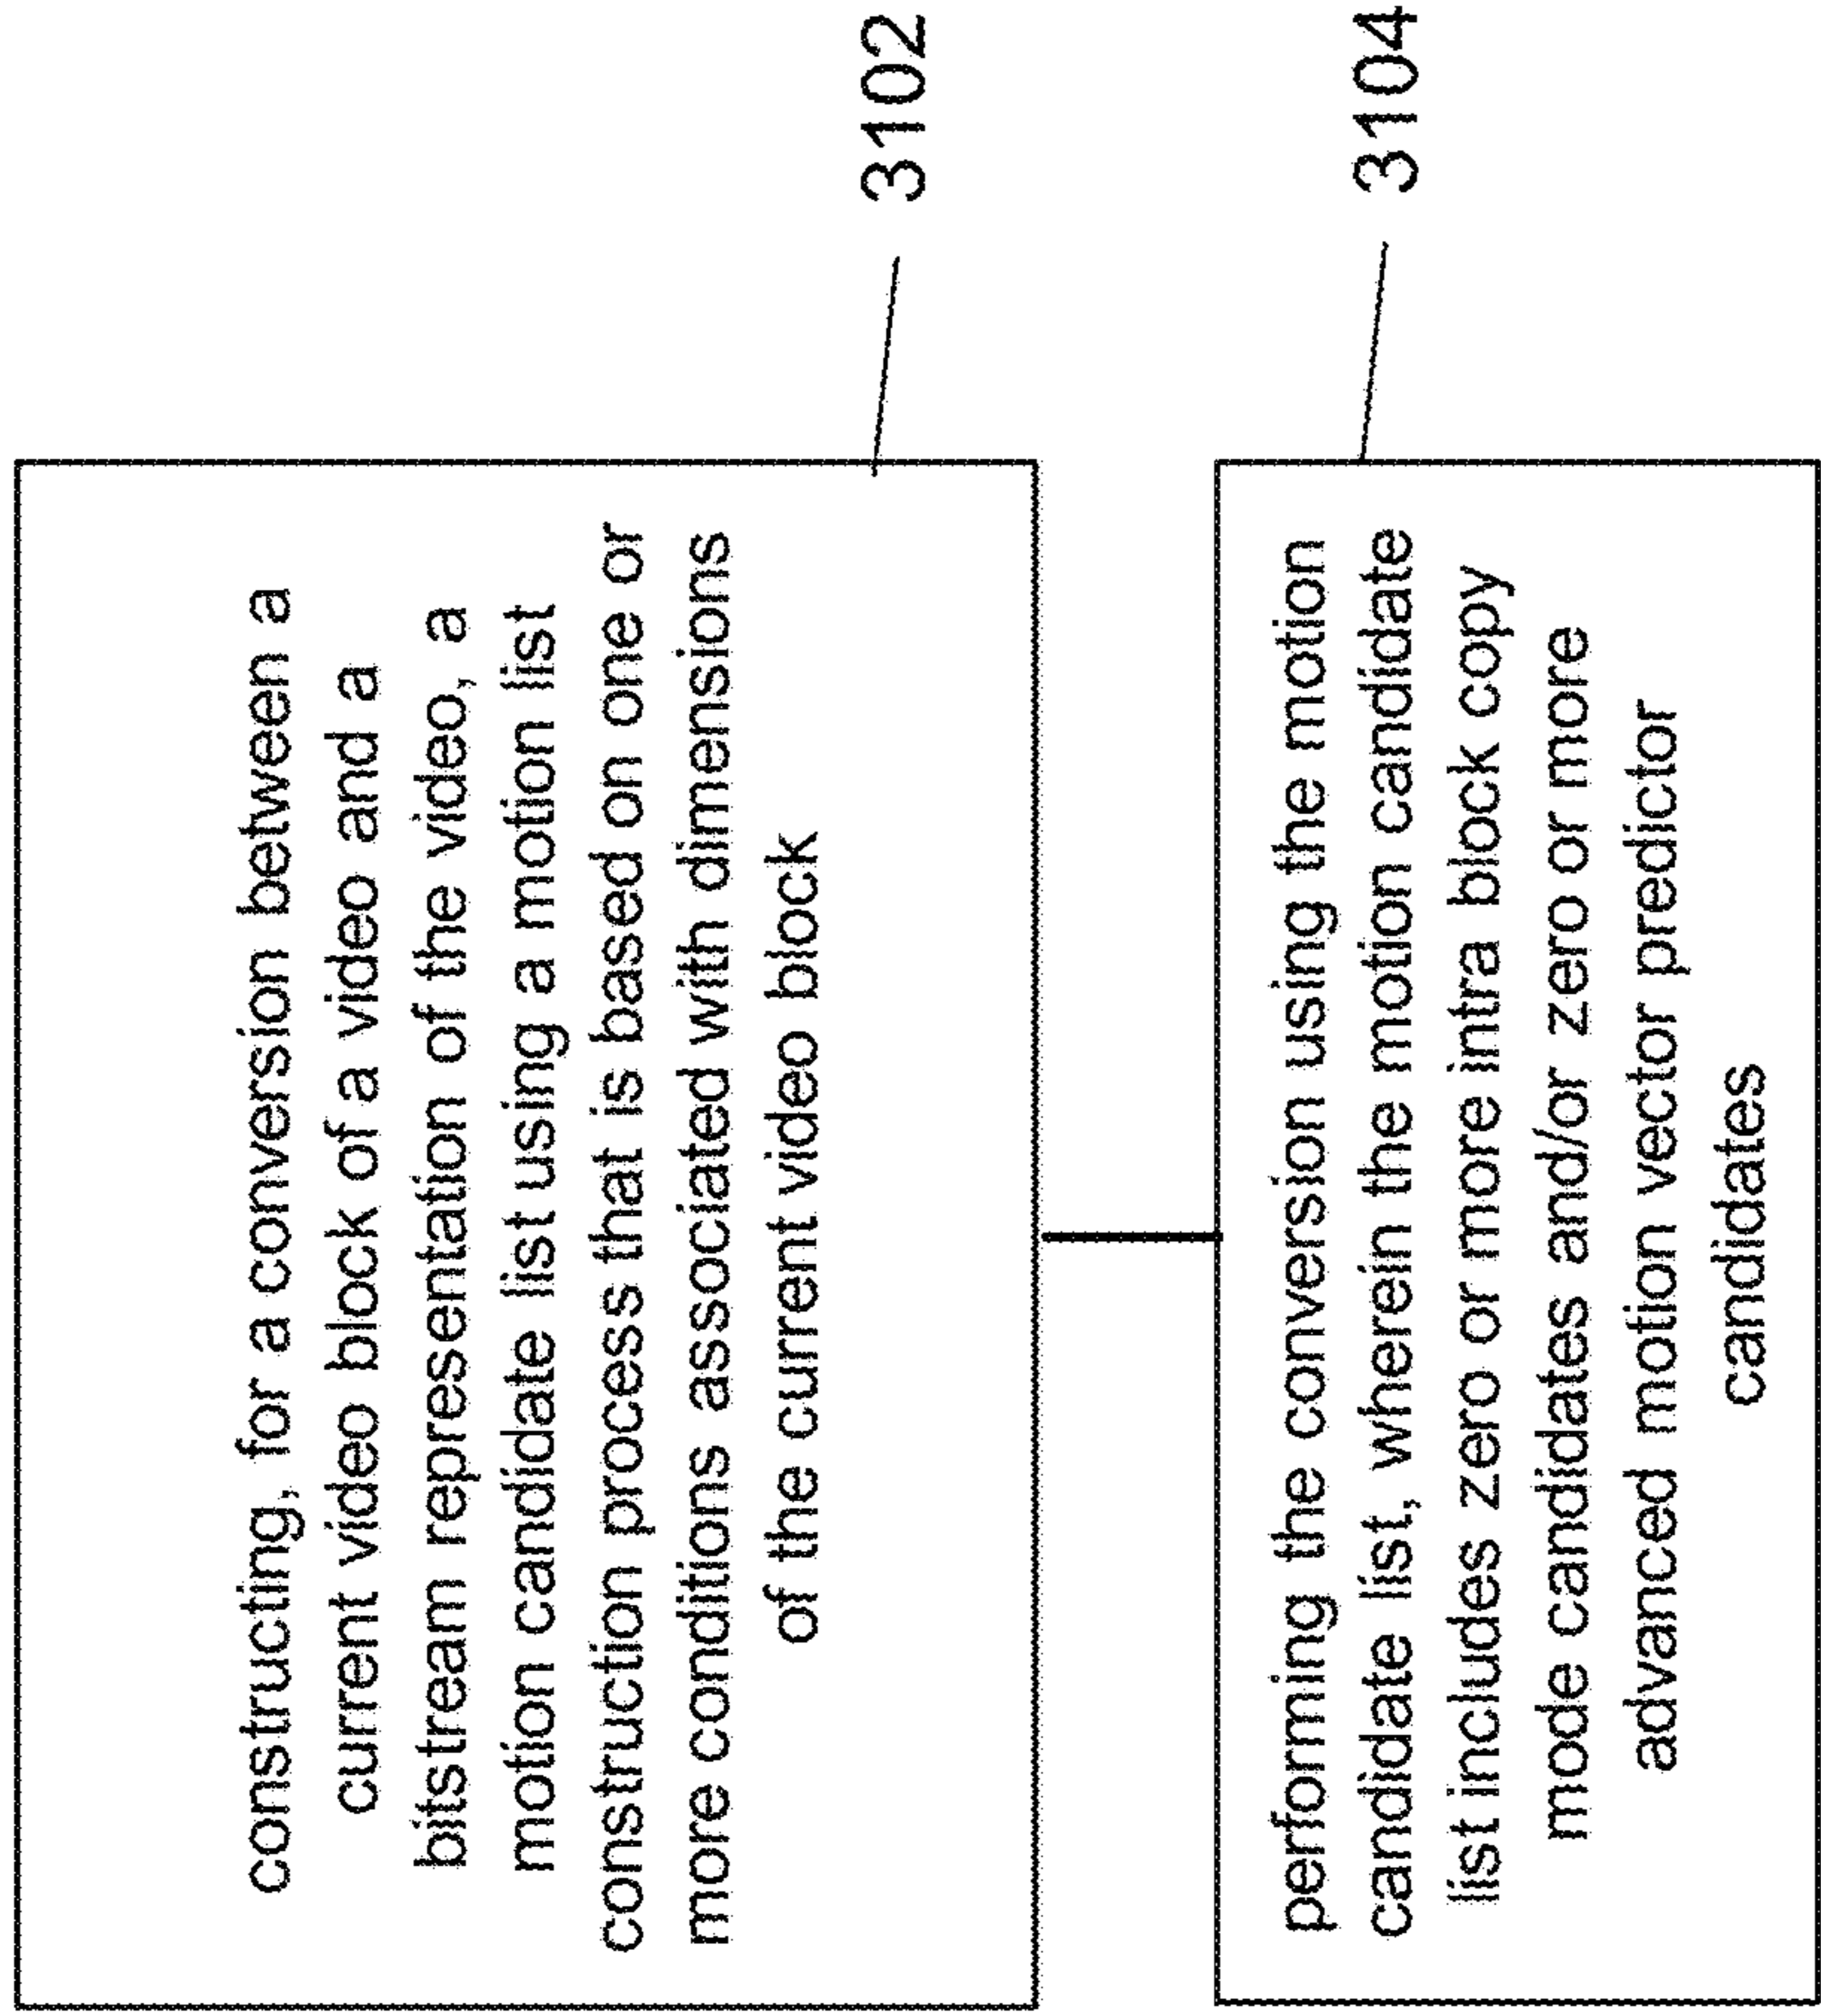 constructing, for a conversion between a
current video block of a video and a
bitstream representation of the video, a
motion candidate list using a motion list
construction process that is based on one or
more conditions associated with dimensions
of the current video block
3102
performing the conversion using the motion
candidate list, wherein the motion candidate
list includes zero or more intra block copy
mode candidates and/or zero or more
advanced motion vector predictor
candidates
3104